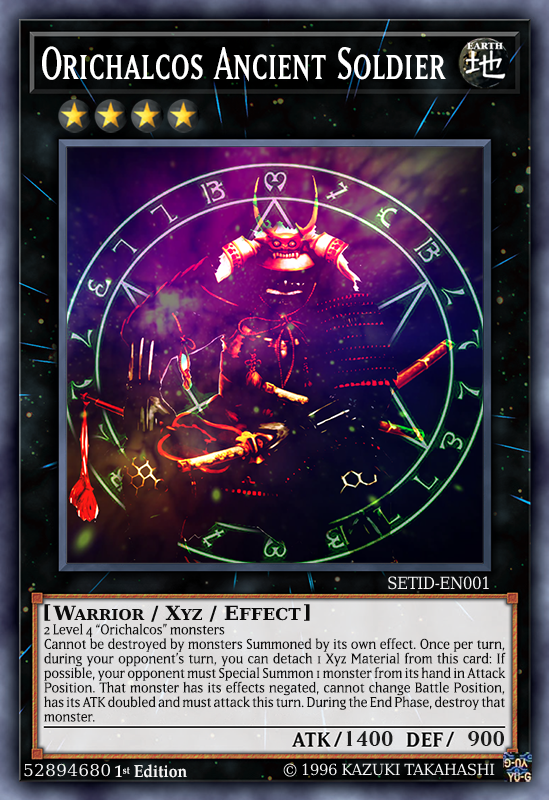 ORICHALCOS ANCIENT SOLDIER
EARTH
地
SETID-EN001
[WARRIOR / XYZ / EFFECT]
2 Level 4 “Orichalcos” monsters
Cannot be destroyed by monsters Summoned by its own effect. Once per turn,
during your opponent’s turn, you can detach 1 Xyz Material from this card: If
possible, your opponent must Special Summon 1 monster from its hand in Attack
Position. That monster has its effects negated, cannot change Battle Position,
has its ATK doubled and must attack this turn. During the End Phase, destroy that
monster.
ATK/1400 DEF/ 900
52894680 1st Edition © 1996 KAZUKI TAKAHASHI
YU-G